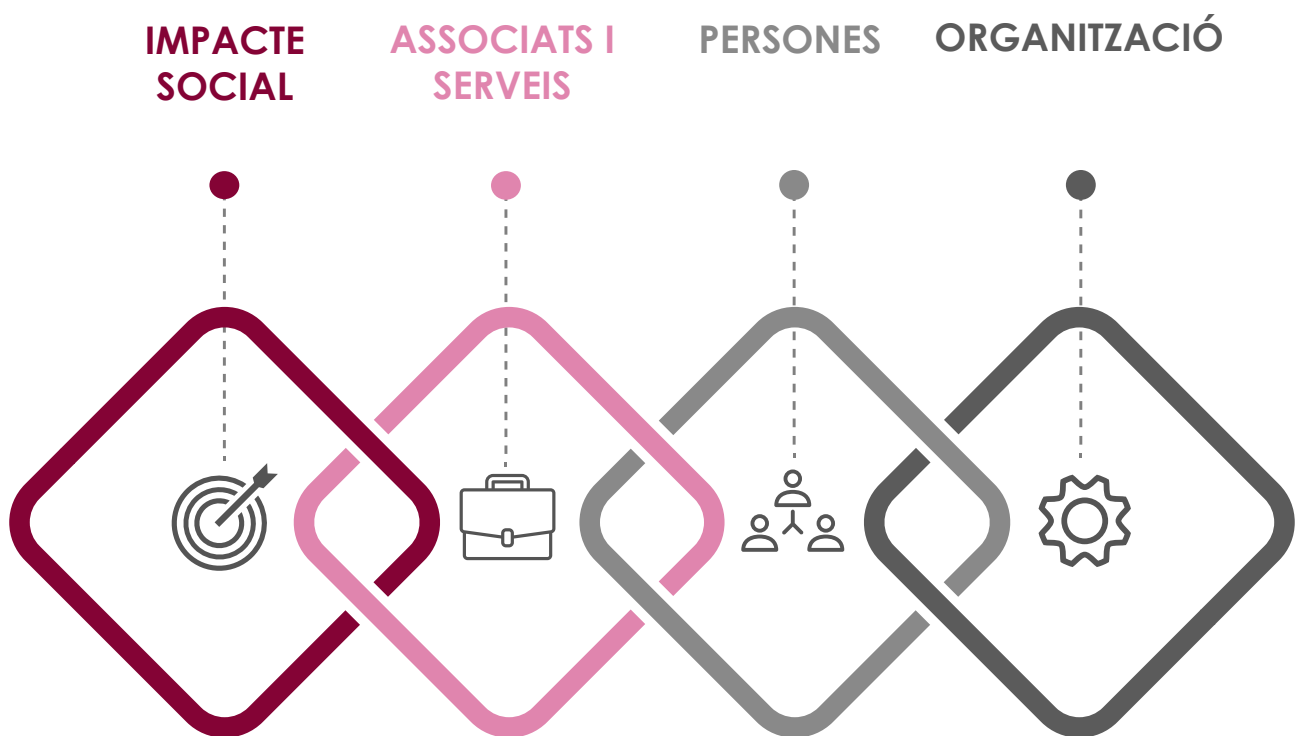 IMPACTE
SOCIAL
ASSOCIATS I
SERVEIS
PERSONES
ORGANITZACIÓ